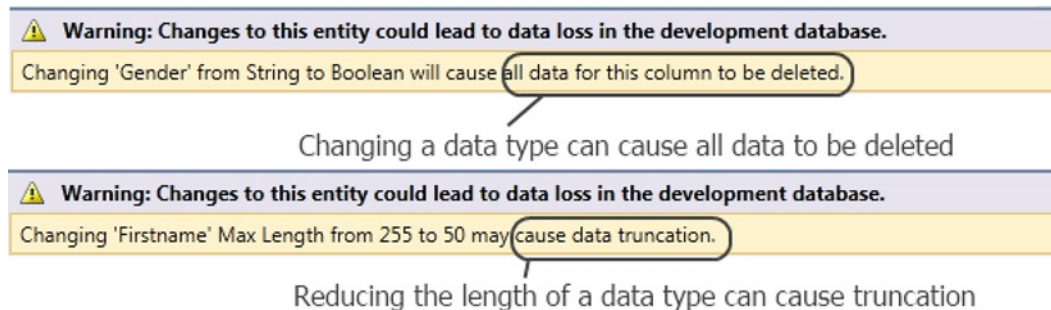 Warning: Changes to this entity could lead to data loss in the development database.
Changing 'Gender' from String to Boolean will cause all data for this column to be deleted.
Changing a data type can cause all data to be deleted
Warning: Changes to this entity could lead to data loss in the development database.
Changing 'Firstname' Max Length from 255 to 50 may cause data truncation.
Reducing the length of a data type can cause truncation